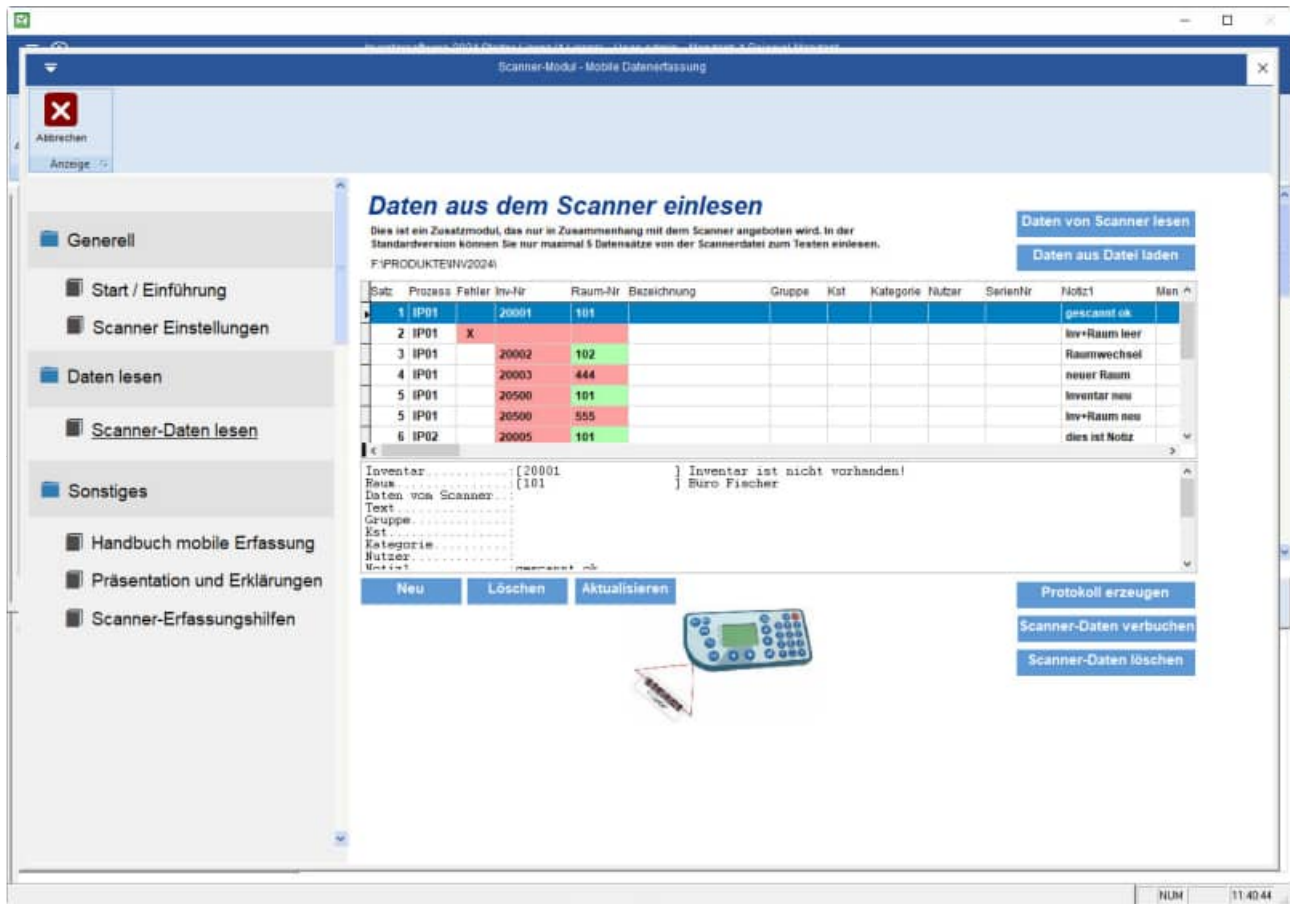 Scanner-Modul - Mobile Datenerfassung
Abbrechen
Anzeige
Generell
Start / Einführung
Scanner Einstellungen
Daten lesen
Scanner-Daten lesen
Sonstiges
Handbuch mobile Erfassung
Präsentation und Erklärungen
Scanner-Erfassungshilfen
Daten aus dem Scanner einlesen
Dies ist ein Zusatzmodul, das nur in Zusammenhang mit dem Scanner angeboten wird. In der
Standardversion können Sie nur maximal 5 Datensätze von der Scannerdatei zum Testen einlesen.
F:\PRODUKTE\INV2024\
Daten von Scanner lesen
Daten aus Datei laden
Satz Prozess Fehler Inv-Nr Raum-Nr Bezeichnung Gruppe Kst Kategorie Nutzer SerienNr Notiz1 Men
1 IP01 20001 101 gescannt ok
2 IP01 X Inv+Raum leer
3 IP01 20002 102 Raumwechsel
4 IP01 20003 444 neuer Raum
5 IP01 20500 101 Inventar neu
5 IP01 20500 555 Inv+Raum neu
6 IP02 20005 101 dies ist Notiz
Inventar...........:[20001 ] Inventar ist nicht vorhanden!
Raum...............:[101 ] Büro Fischer
Daten vom Scanner..:
Text...............:
Gruppe.............:
Kst................:
Kategorie..........:
Nutzer.............:
Notiz1.............:gescannt ok
Neu Löschen Aktualisieren
Protokoll erzeugen
Scanner-Daten verbuchen
Scanner-Daten löschen
NUM 11:40:44